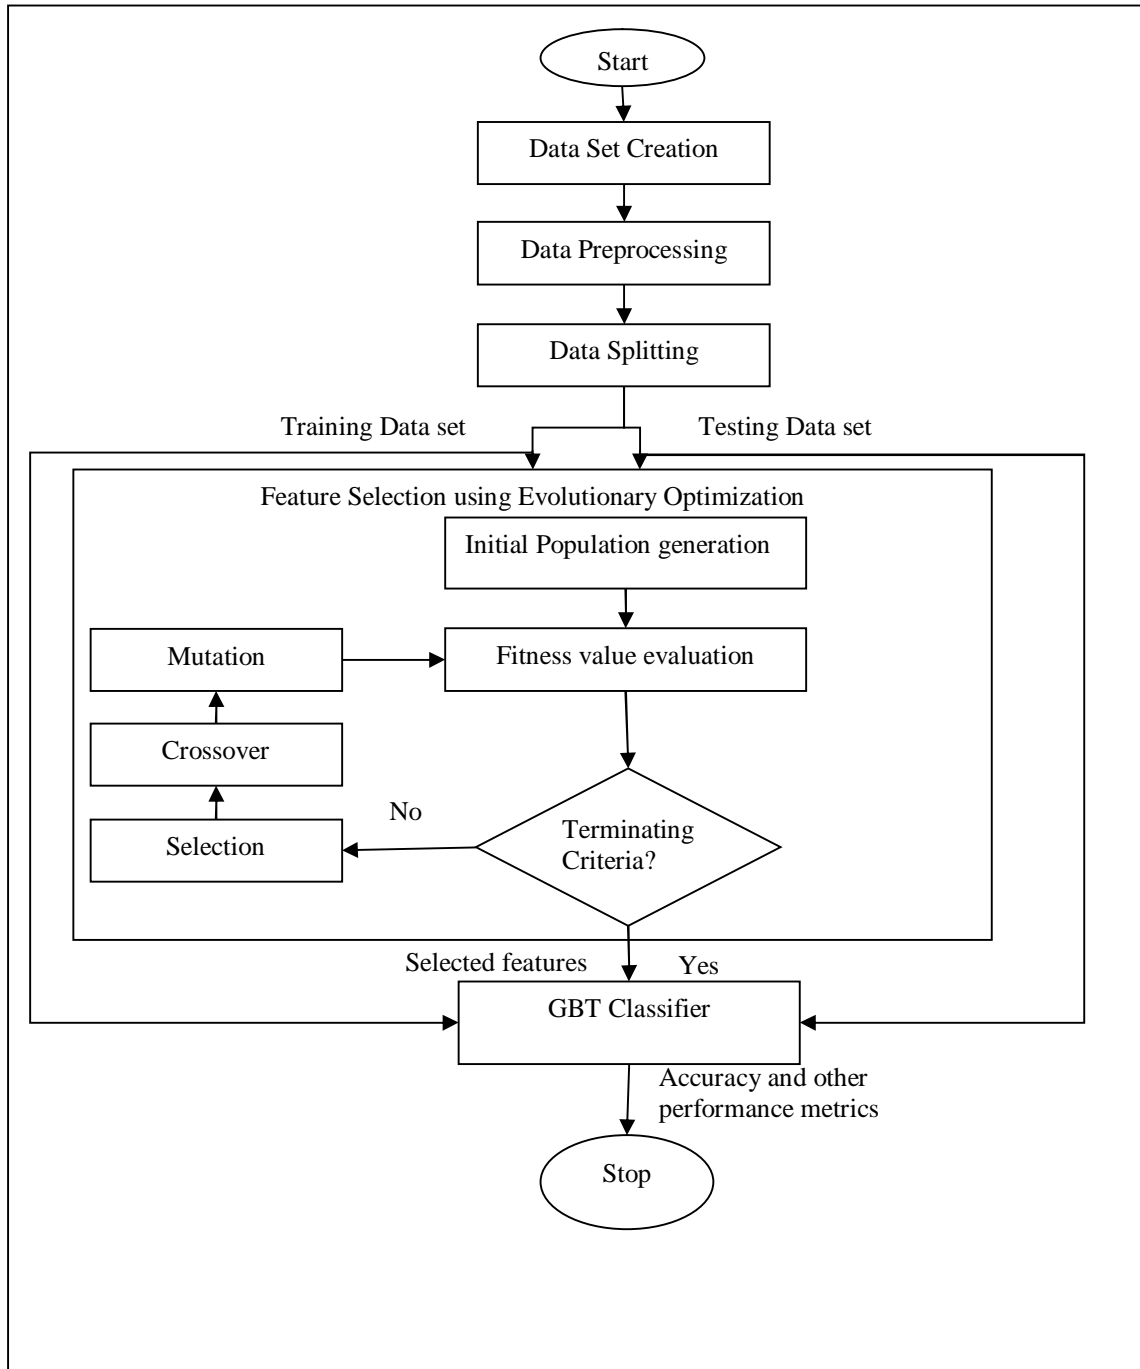 Start
Data Set Creation
Data Preprocessing
Data Splitting
Training Data set
Testing Data set
Feature Selection using Evolutionary Optimization
Initial Population generation
Mutation
Fitness value evaluation
Crossover
No
Selection
Terminating
Criteria?
Selected features
Yes
GBT Classifier
Accuracy and other
performance metrics
Stop